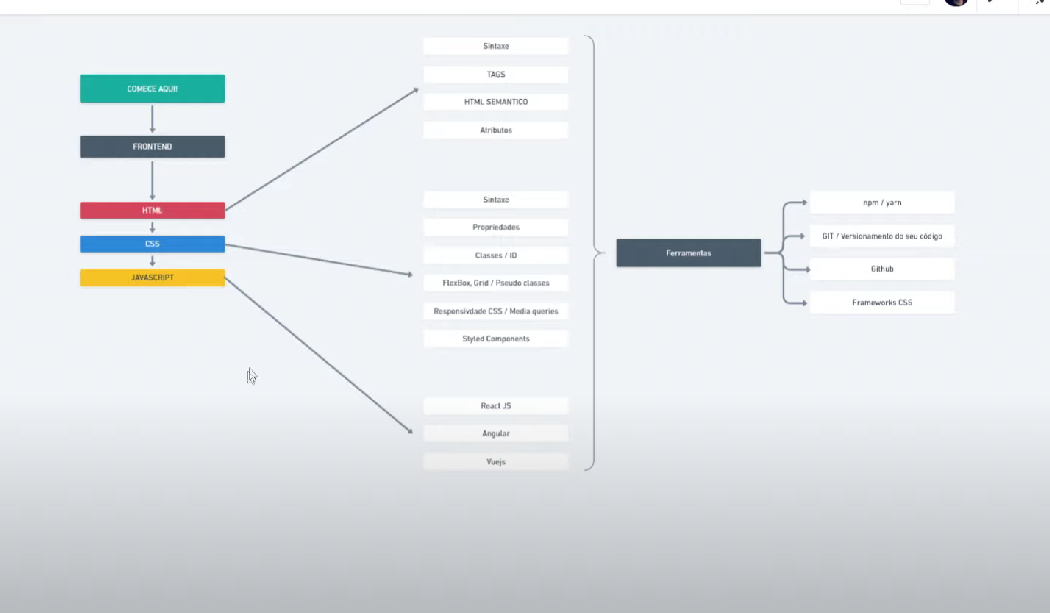 COMECE AQUI!
FRONTEND
HTML
CSS
JAVASCRIPT
Sintaxe
TAGS
HTML SEMANTICO
Atributos
Sintaxe
Propriedades
Classes / ID
FlexBox, Grid / Pseudo classes
Responsivdade CSS / Media queries
Styled Components
React JS
Angular
Vuejs
Ferramentas
npm / yarn
GIT / Versionamento do seu código
Github
Frameworks CSS